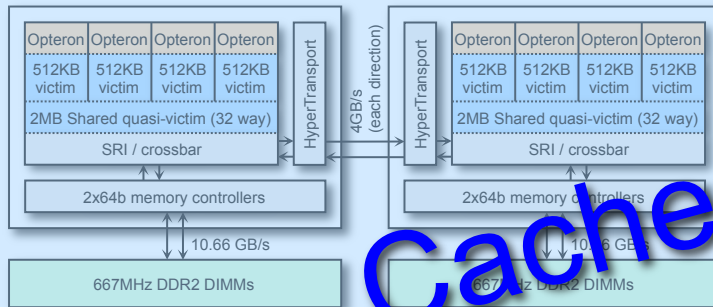 Opteron Opteron Opteron Opteron
512KB victim 512KB victim 512KB victim 512KB victim
2MB Shared quasi-victim (32 way)
SRI / crossbar
2x64b memory controllers
10.66 GB/s
667MHz DDR2 DIMMs
HyperTransport
4GB/s
(each direction)
HyperTransport
Opteron Opteron Opteron Opteron
512KB victim 512KB victim 512KB victim 512KB victim
2MB Shared quasi-victim (32 way)
SRI / crossbar
2x64b memory controllers
GB/s
667MHz DDR2 DIMMs
Cache